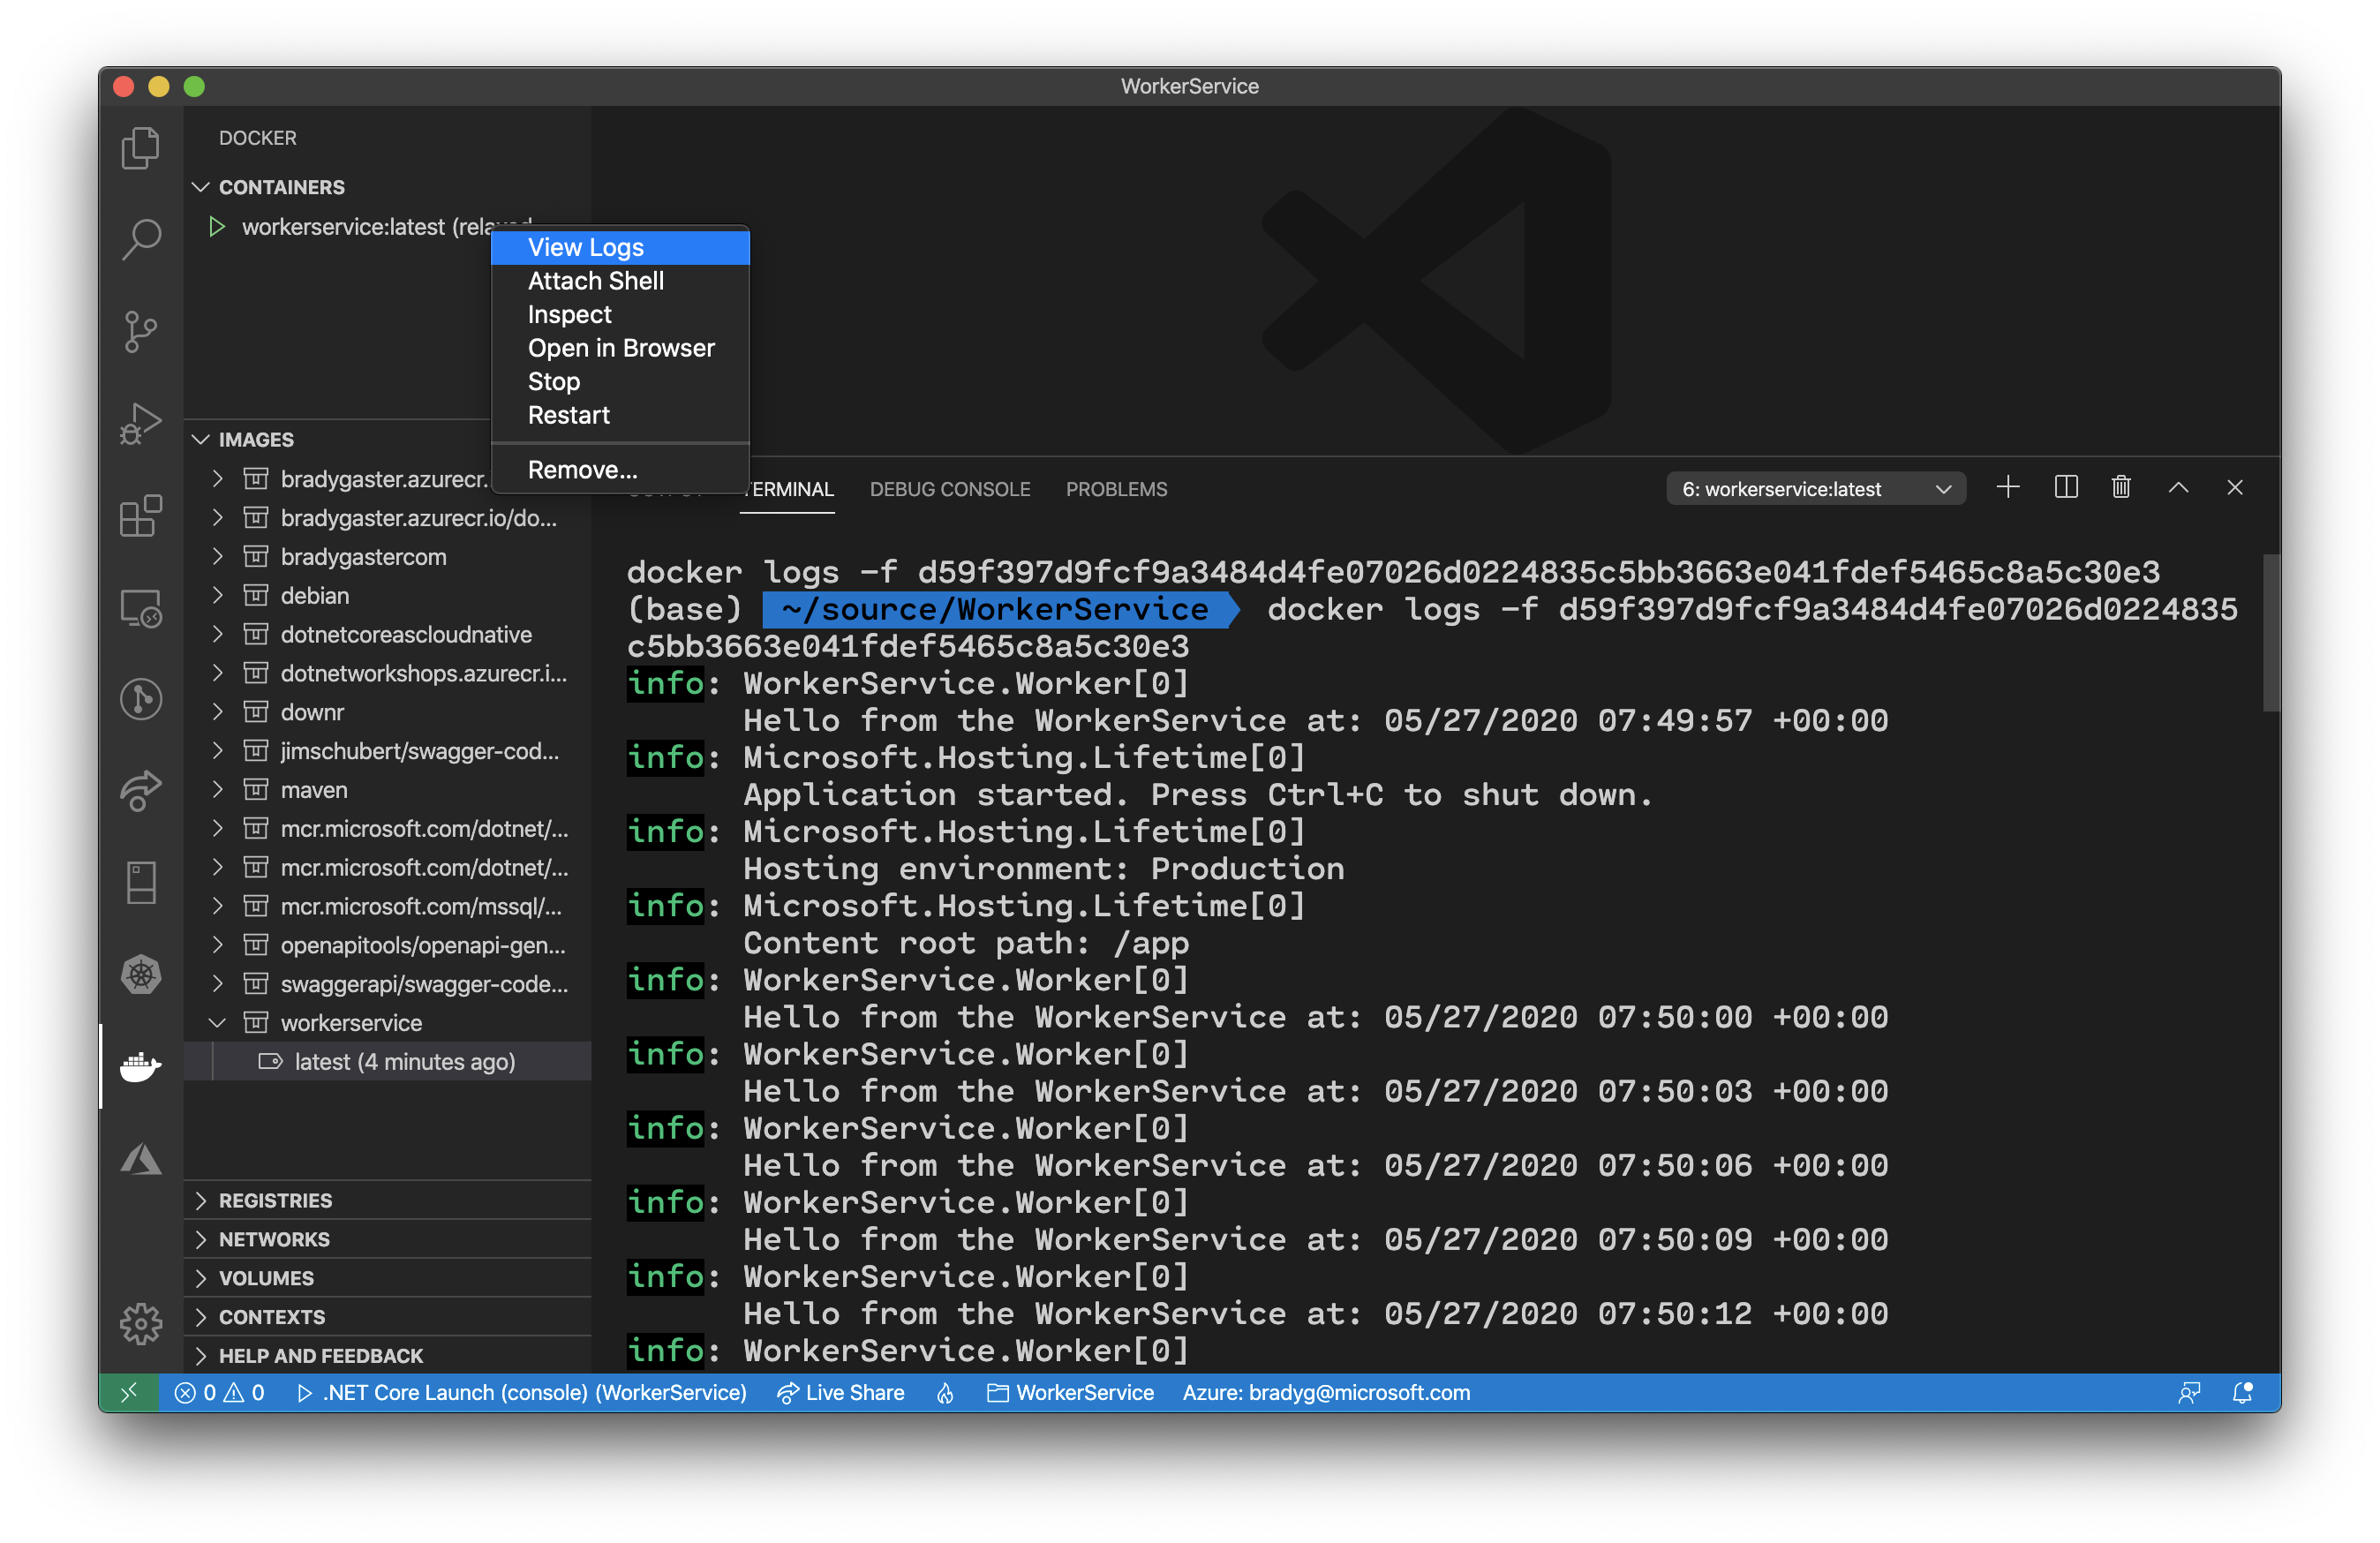 WorkerService
DOCKER
CONTAINERS
workerservice:latest
View Logs
Attach Shell
Inspect
Open in Browser
Stop
Restart
Remove...
IMAGES
bradygaster.azurecr.
bradygaster.azurecr.io/do...
bradygastercom
debian
dotnetcoreascloudnative
dotnetworkshops.azurecr.i...
downr
jimschubert/swagger-cod...
maven
mcr.microsoft.com/dotnet/...
mcr.microsoft.com/dotnet/...
mcr.microsoft.com/mssql/...
openapitools/openapi-gen...
swaggerapi/swagger-code...
workerservice
latest (4 minutes ago)
REGISTRIES
NETWORKS
VOLUMES
CONTEXTS
HELP AND FEEDBACK
TERMINAL DEBUG CONSOLE PROBLEMS 6: workerservice:latest
docker logs -f d59f397d9fcf9a3484d4fe07026d0224835c5bb3663e041fdef5465c8a5c30e3
(base) ~/source/WorkerService docker logs -f d59f397d9fcf9a3484d4fe07026d0224835
c5bb3663e041fdef5465c8a5c30e3
info: WorkerService.Worker[0]
Hello from the WorkerService at: 05/27/2020 07:49:57 +00:00
info: Microsoft.Hosting.Lifetime[0]
Application started. Press Ctrl+C to shut down.
info: Microsoft.Hosting.Lifetime[0]
Hosting environment: Production
info: Microsoft.Hosting.Lifetime[0]
Content root path: /app
info: WorkerService.Worker[0]
Hello from the WorkerService at: 05/27/2020 07:50:00 +00:00
info: WorkerService.Worker[0]
Hello from the WorkerService at: 05/27/2020 07:50:03 +00:00
info: WorkerService.Worker[0]
Hello from the WorkerService at: 05/27/2020 07:50:06 +00:00
info: WorkerService.Worker[0]
Hello from the WorkerService at: 05/27/2020 07:50:09 +00:00
info: WorkerService.Worker[0]
Hello from the WorkerService at: 05/27/2020 07:50:12 +00:00
info: WorkerService.Worker[0]
0 0 .NET Core Launch (console) (WorkerService) Live Share WorkerService Azure: bradyg@microsoft.com